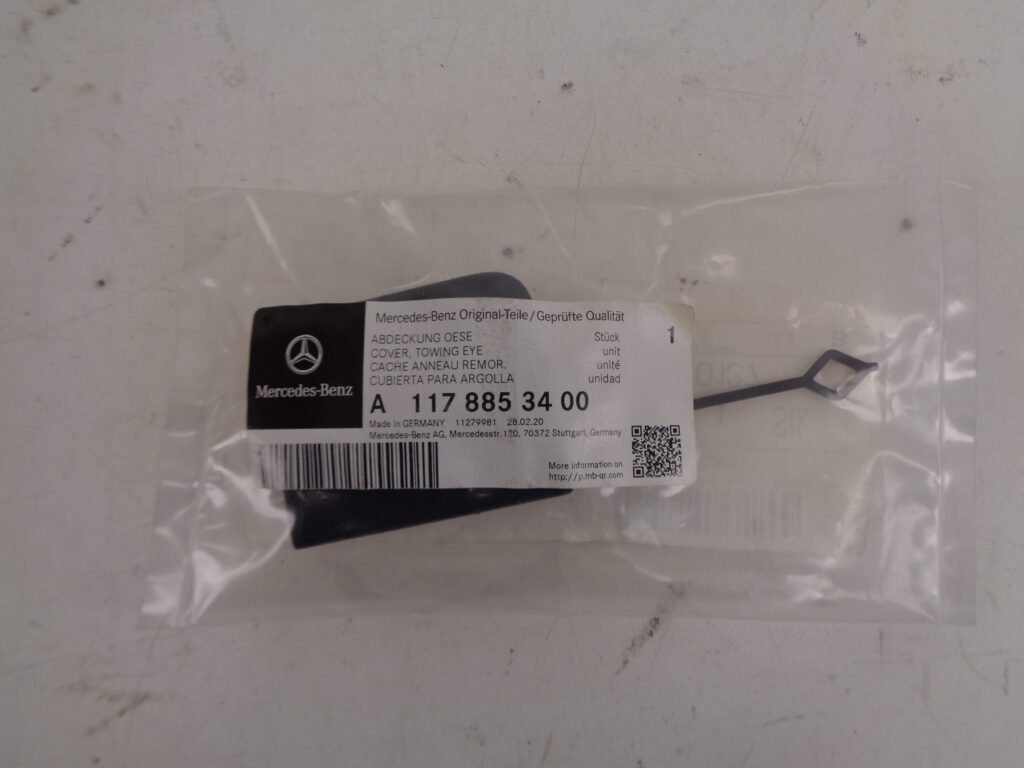 Mercedes-Benz
Mercedes-Benz Original-Teile/Geprüfte Qualität
ABDECKUNG OESE Stück 1
COVER, TOWING EYE unit
CACHE ANNEAU REMOR. unité
CUBIERTA PARA ARGOLLA unidad
A 117 885 34 00
Made in GERMANY 11279981 28.02.20
Mercedes-Benz AG, Mercedesstr.120, 70372 Stuttgart, Germany
More information on
http://p.mb-qr.com